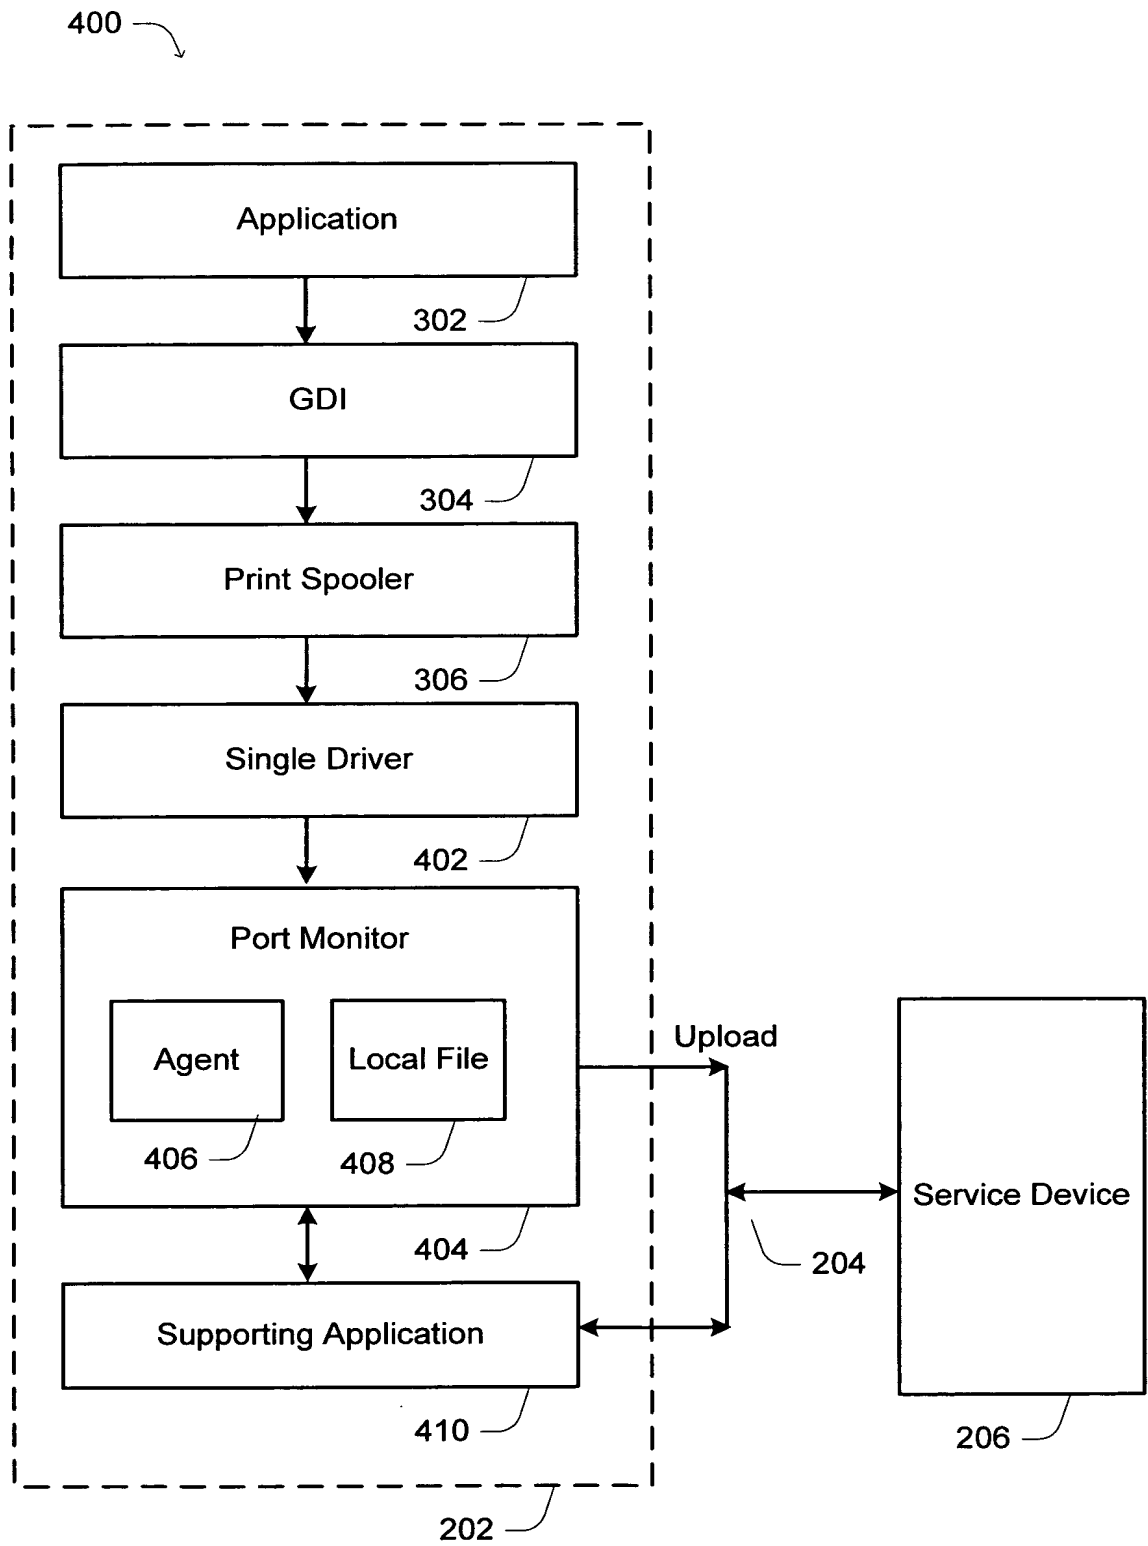 400
Application
302
GDI
304
Print Spooler
306
Single Driver
402
Port Monitor
Agent
Local File
406
408
404
Upload
204
Service Device
206
Supporting Application
410
202